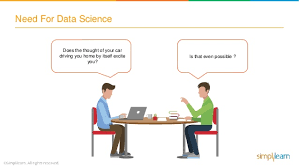 Need For Data Science
Does the thought of your car
driving you home by itself excite
you?
Is that even possible ?
simplilearn